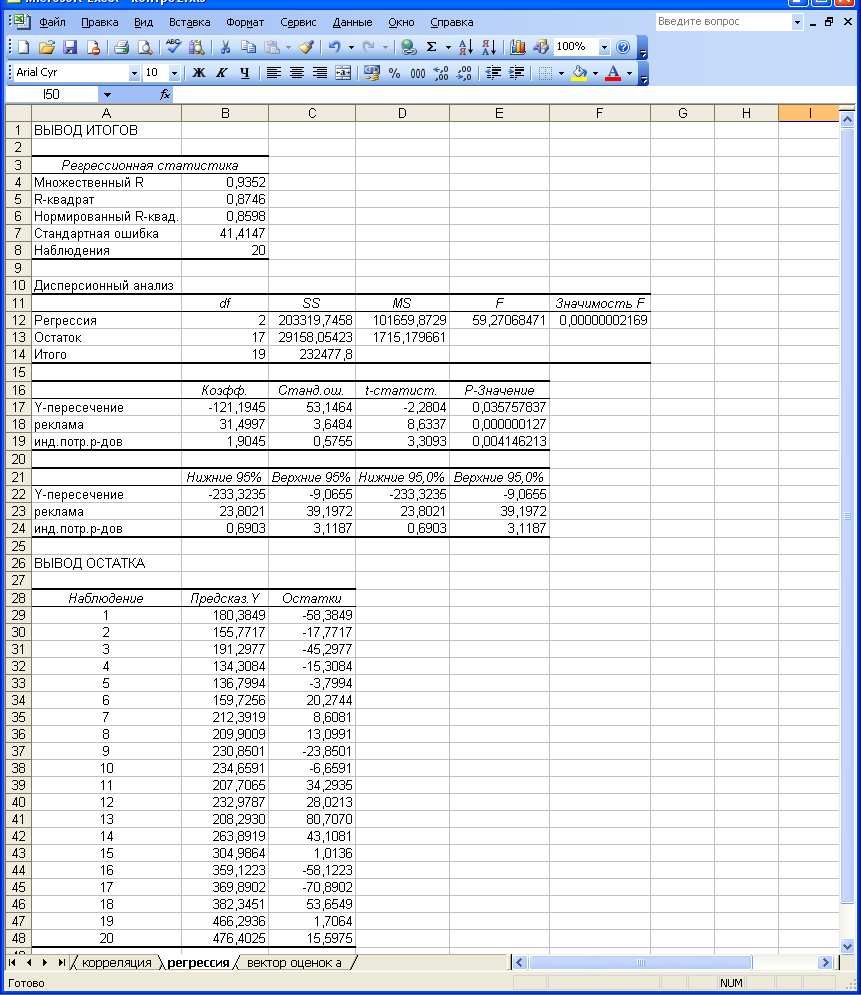 Файл Правка Вид Вставка Формат Сервис Данные Окно Справка Введите вопрос
100%
Arial Cyr 10 Ж К Ч % 000
I50 fx
A B C D E F G H I
1 ВЫВОД ИТОГОВ
2
3 Регрессионная статистика
4 Множественный R 0,9352
5 R-квадрат 0,8746
6 Нормированный R-квад. 0,8598
7 Стандартная ошибка 41,4147
8 Наблюдения 20
9
10 Дисперсионный анализ
11 df SS MS F Значимость F
12 Регрессия 2 203319,7458 101659,8729 59,27068471 0,00000002169
13 Остаток 17 29158,05423 1715,179661
14 Итого 19 232477,8
15
16 Коэфф. Станд.ош. t-статист. P-Значение
17 Y-пересечение -121,1945 53,1464 -2,2804 0,035757837
18 реклама 31,4997 3,6484 8,6337 0,000000127
19 инд.потр.р-дов 1,9045 0,5755 3,3093 0,004146213
20
21 Нижние 95% Верхние 95% Нижние 95,0% Верхние 95,0%
22 Y-пересечение -233,3235 -9,0655 -233,3235 -9,0655
23 реклама 23,8021 39,1972 23,8021 39,1972
24 инд.потр.р-дов 0,6903 3,1187 0,6903 3,1187
25
26 ВЫВОД ОСТАТКА
27
28 Наблюдение Предсказ.Y Остатки
29 1 180,3849 -58,3849
30 2 155,7717 -17,7717
31 3 191,2977 -45,2977
32 4 134,3084 -15,3084
33 5 136,7994 -3,7994
34 6 159,7256 20,2744
35 7 212,3919 8,6081
36 8 209,9009 13,0991
37 9 230,8501 -23,8501
38 10 234,6591 -6,6591
39 11 207,7065 34,2935
40 12 232,9787 28,0213
41 13 208,2930 80,7070
42 14 263,8919 43,1081
43 15 304,9864 1,0136
44 16 359,1223 -58,1223
45 17 369,8902 -70,8902
46 18 382,3451 53,6549
47 19 466,2936 1,7064
48 20 476,4025 15,5975
корреляция регрессия вектор оценок а
Готово NUM